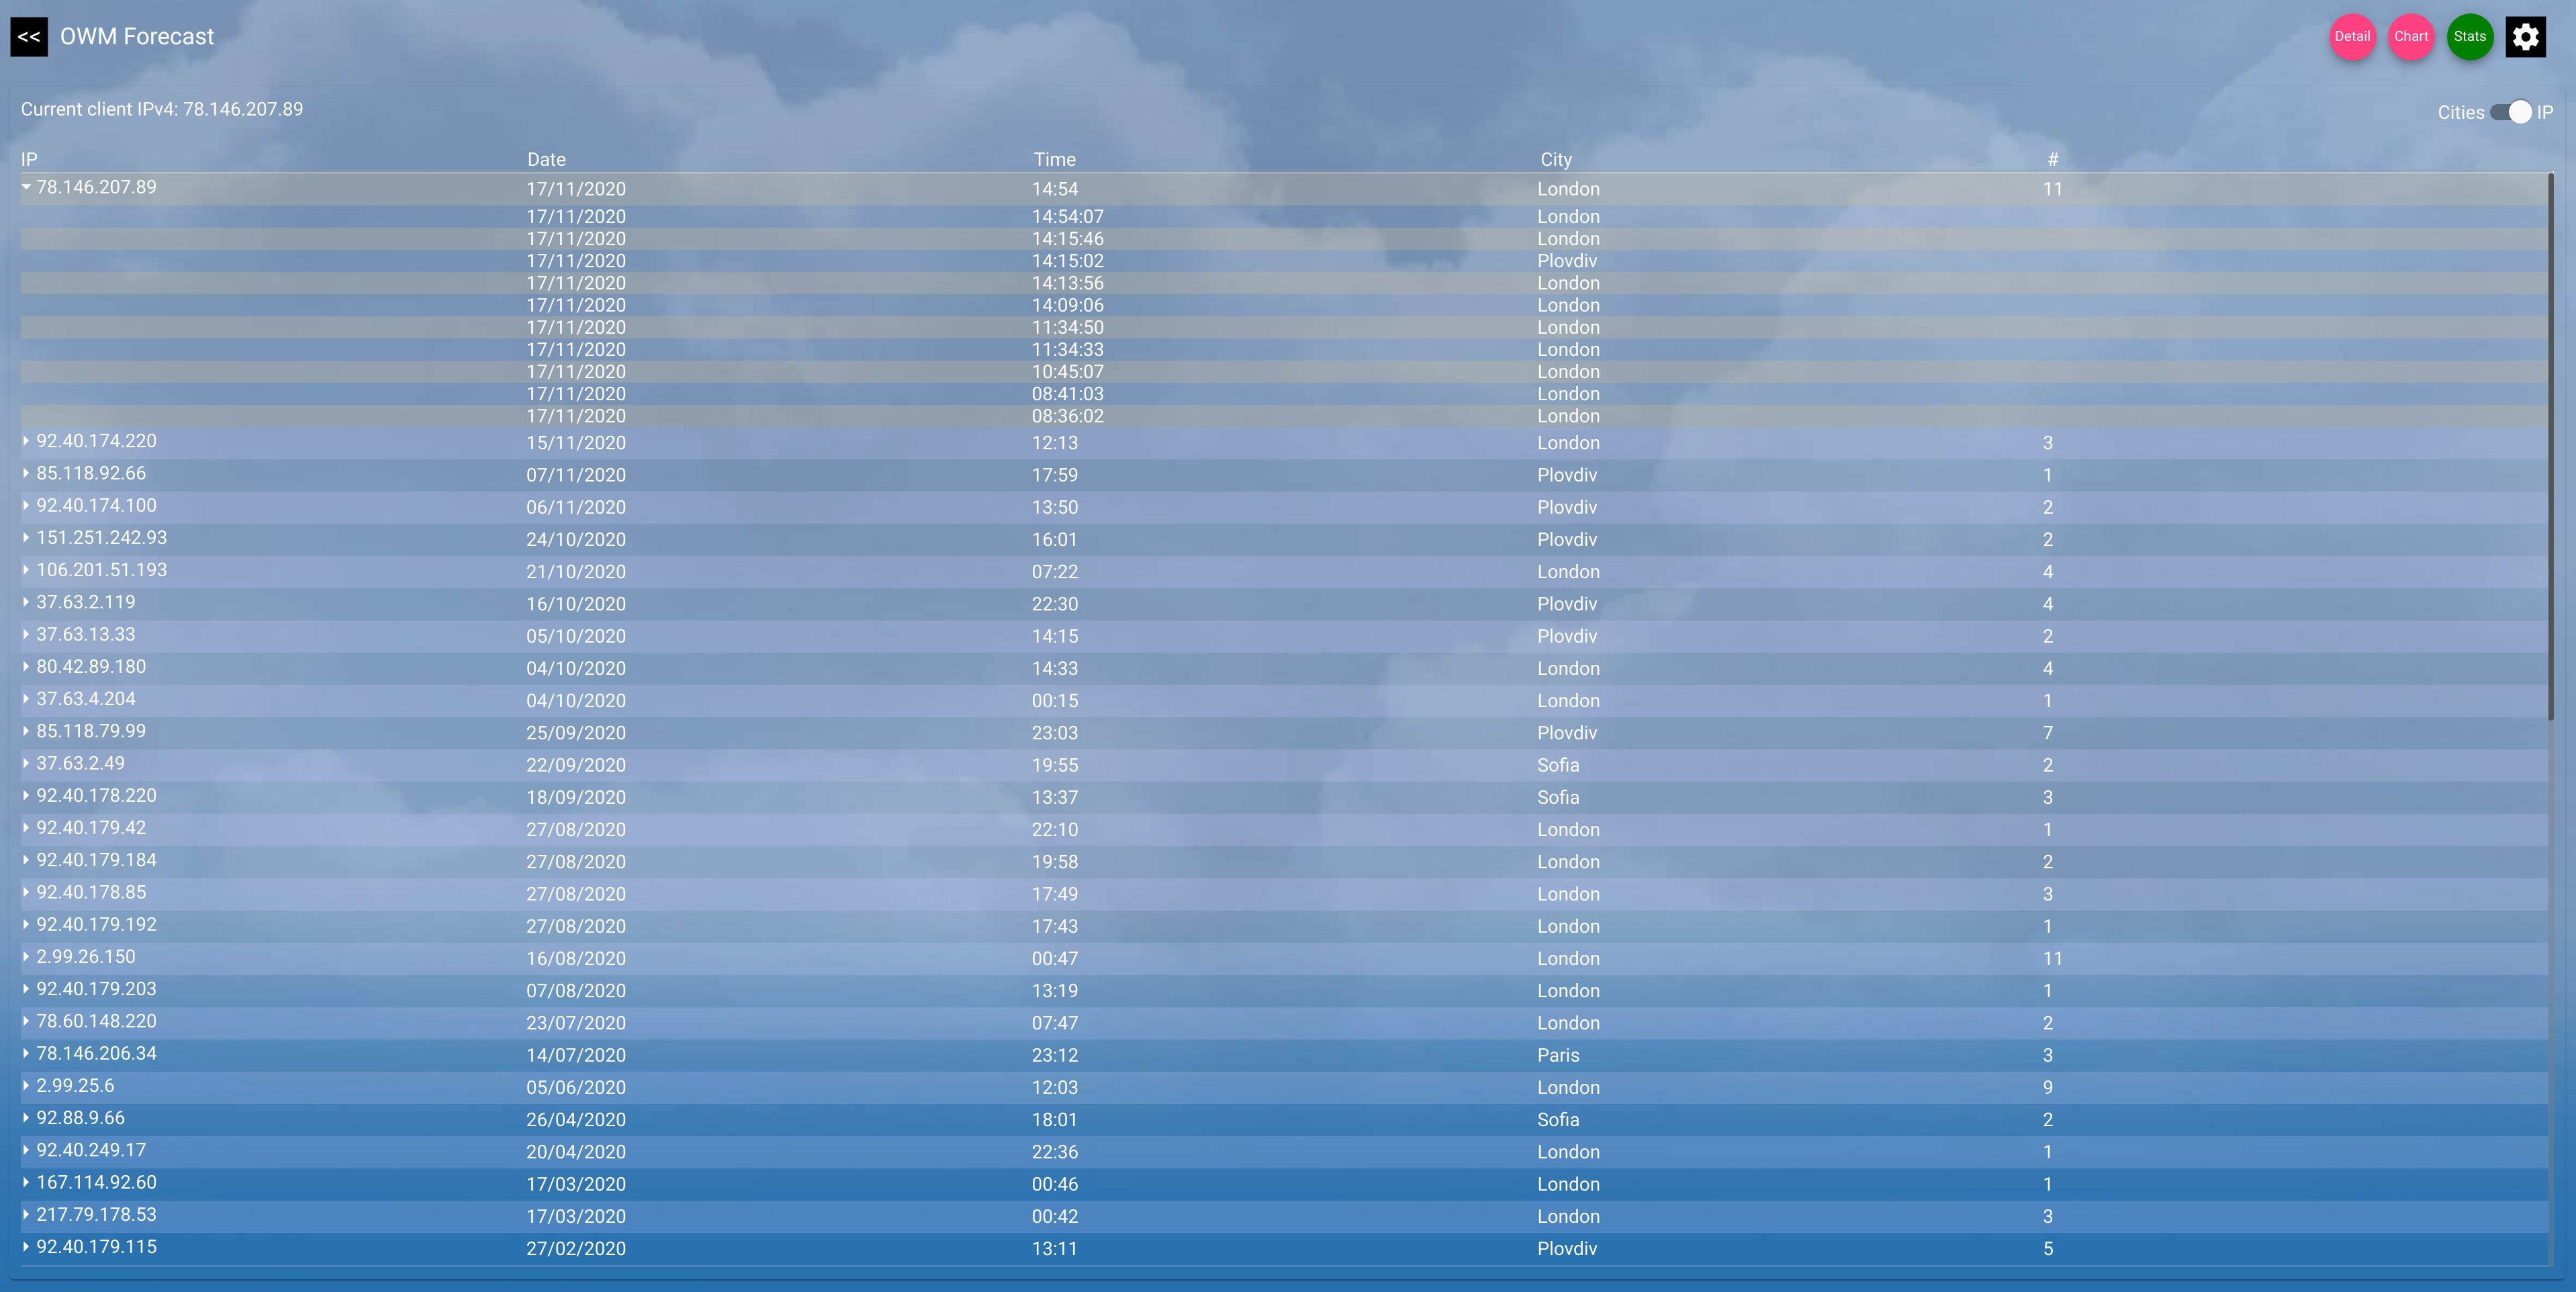 << OWM Forecast Detail Chart Stats
Current client IPv4: 78.146.207.89 Cities IP
IP Date Time City #
78.146.207.89 17/11/2020 14:54 London 11
17/11/2020 14:54:07 London
17/11/2020 14:15:46 London
17/11/2020 14:15:02 Plovdiv
17/11/2020 14:13:56 London
17/11/2020 14:09:06 London
17/11/2020 11:34:50 London
17/11/2020 11:34:33 London
17/11/2020 10:45:07 London
17/11/2020 08:41:03 London
17/11/2020 08:36:02 London
92.40.174.220 15/11/2020 12:13 London 3
85.118.92.66 07/11/2020 17:59 Plovdiv 1
92.40.174.100 06/11/2020 13:50 Plovdiv 2
151.251.242.93 24/10/2020 16:01 Plovdiv 2
106.201.51.193 21/10/2020 07:22 London 4
37.63.2.119 16/10/2020 22:30 Plovdiv 4
37.63.13.33 05/10/2020 14:15 Plovdiv 2
80.42.89.180 04/10/2020 14:33 London 4
37.63.4.204 04/10/2020 00:15 London 1
85.118.79.99 25/09/2020 23:03 Plovdiv 7
37.63.2.49 22/09/2020 19:55 Sofia 2
92.40.178.220 18/09/2020 13:37 Sofia 3
92.40.179.42 27/08/2020 22:10 London 1
92.40.179.184 27/08/2020 19:58 London 2
92.40.178.85 27/08/2020 17:49 London 3
92.40.179.192 27/08/2020 17:43 London 1
2.99.26.150 16/08/2020 00:47 London 11
92.40.179.203 07/08/2020 13:19 London 1
78.60.148.220 23/07/2020 07:47 London 2
78.146.206.34 14/07/2020 23:12 Paris 3
2.99.25.6 05/06/2020 12:03 London 9
92.88.9.66 26/04/2020 18:01 Sofia 2
92.40.249.17 20/04/2020 22:36 London 1
167.114.92.60 17/03/2020 00:46 London 1
217.79.178.53 17/03/2020 00:42 London 3
92.40.179.115 27/02/2020 13:11 Plovdiv 5